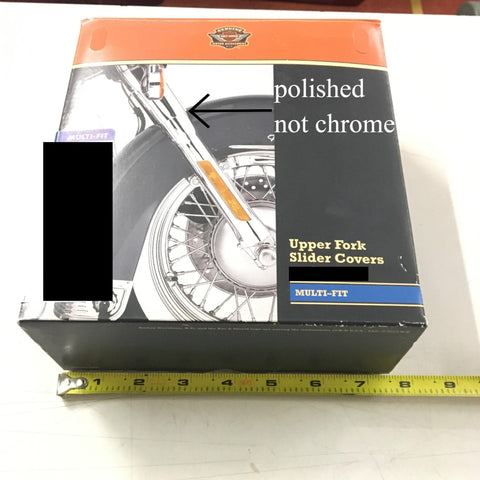 GENUINE
polished
not chrome
MULTI-FIT
Upper Fork
Slider Covers
MULTI-FIT
1 2 3 4 5 6 7 8 9